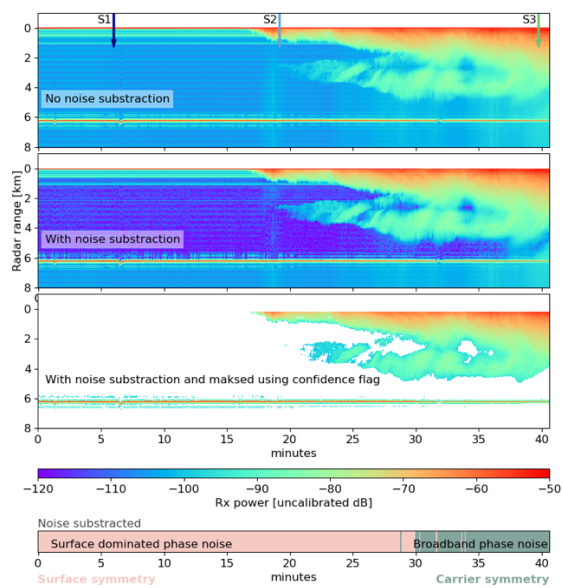 S1 S2 S3
0
2
4
No noise substraction
6
8
0
2
Radar range [km]
4
With noise substraction
6
8
0
0
2
4
With noise substraction and maksed using confidence flag
6
8
0 5 10 15 20 25 30 35 40
minutes
−120 −110 −100 −90 −80 −70 −60 −50
Rx power [uncalibrated dB]
Noise substracted
Surface dominated phase noise Broadband phase noise
0 5 10 15 20 25 30 35 40
Surface symmetry minutes Carrier symmetry